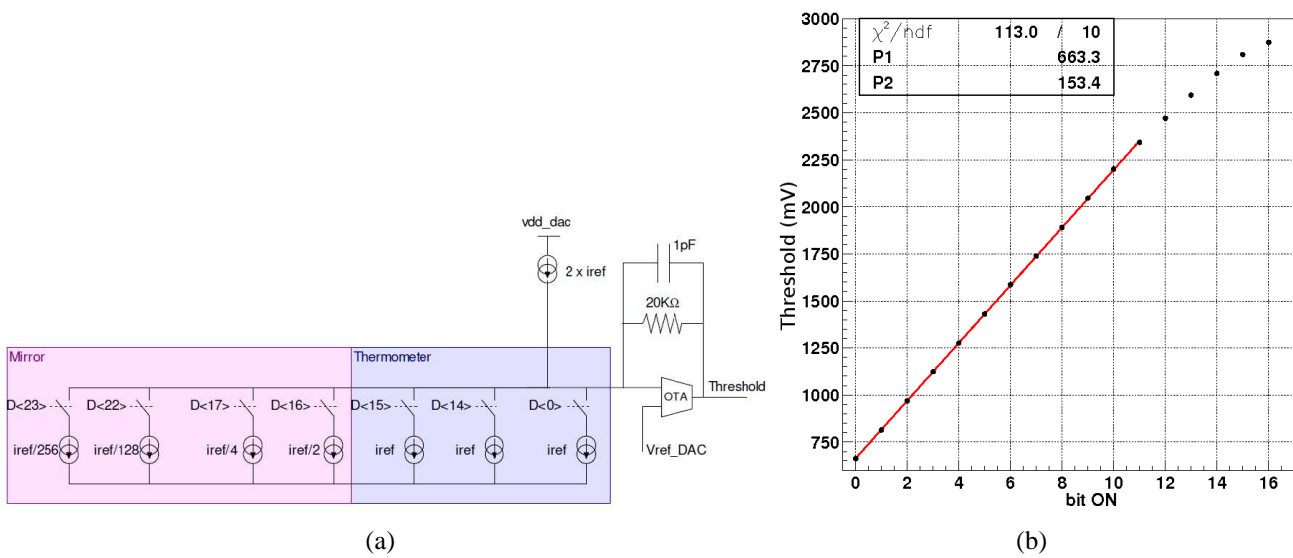 vdd_dac
2 x iref
1pF
20KΩ
Mirror
Thermometer
D<23>
D<22>
D<17>
D<16>
D<15>
D<14>
D<0>
OTA
Threshold
iref/256
iref/128
iref/4
iref/2
iref
iref
iref
Vref_DAC
(a)
χ²/ndf 113.0 / 10
P1 663.3
P2 153.4
3000
2750
2500
2250
2000
1750
1500
1250
1000
750
Threshold (mV)
0 2 4 6 8 10 12 14 16
bit ON
(b)